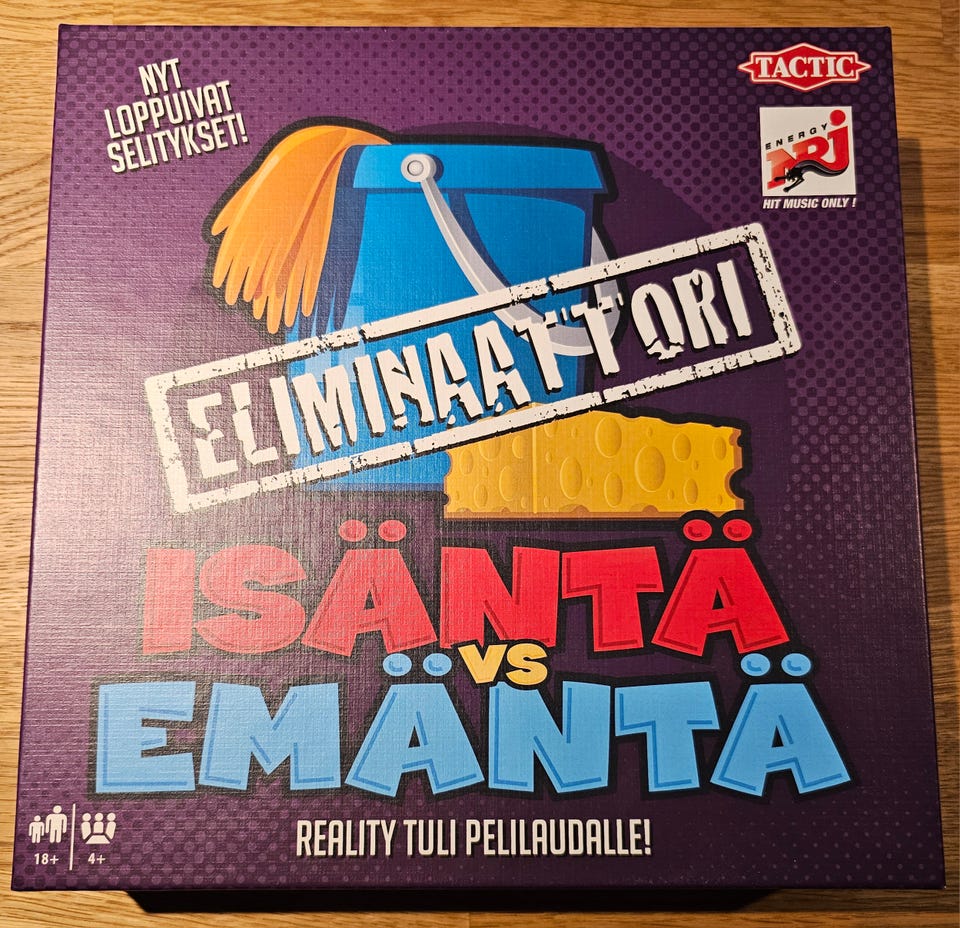 NYT
LOPPUIVAT
SELITYKSET!
TACTIC
ENERGY
NRJ
HIT MUSIC ONLY !
ELIMINAATTORI
ISÄNTÄ
VS
EMÄNTÄ
18+
4+
REALITY TULI PELILAUDALLE!